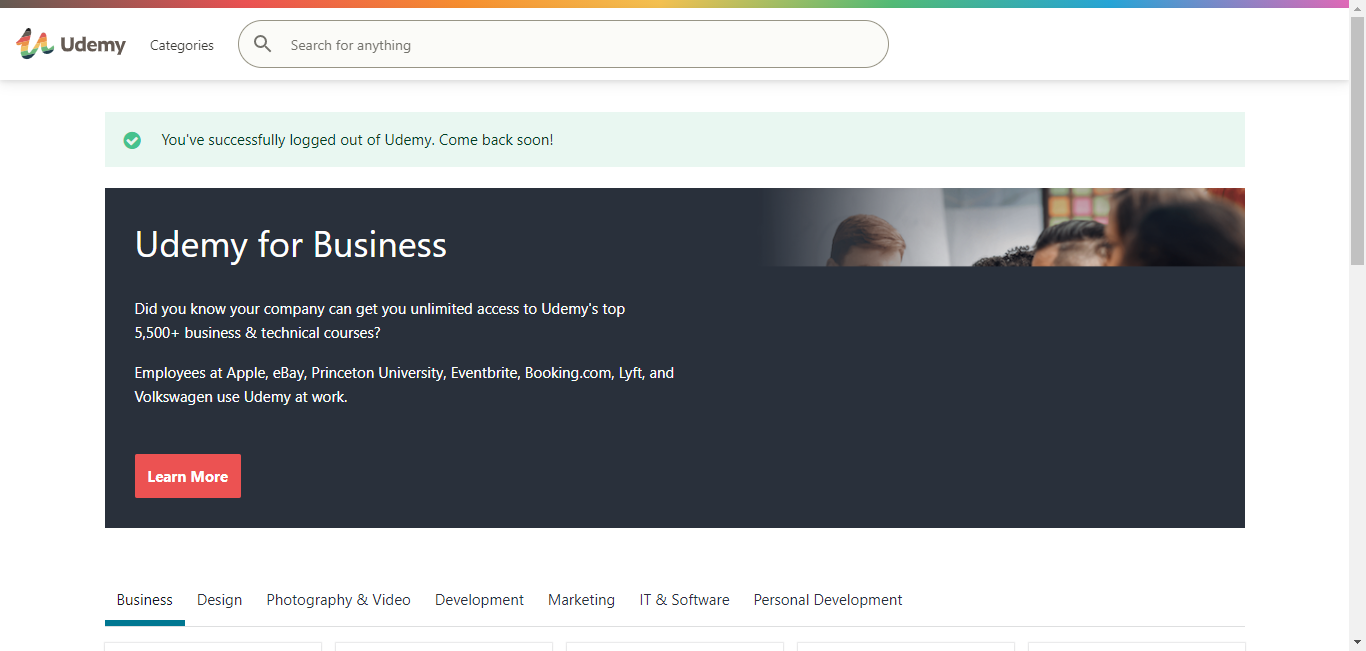 Udemy
Categories
Search for anything
You've successfully logged out of Udemy. Come back soon!
Udemy for Business
Did you know your company can get you unlimited access to Udemy's top
5,500+ business & technical courses?
Employees at Apple, eBay, Princeton University, Eventbrite, Booking.com, Lyft, and
Volkswagen use Udemy at work.
Learn More
Business Design Photography & Video Development Marketing IT & Software Personal Development